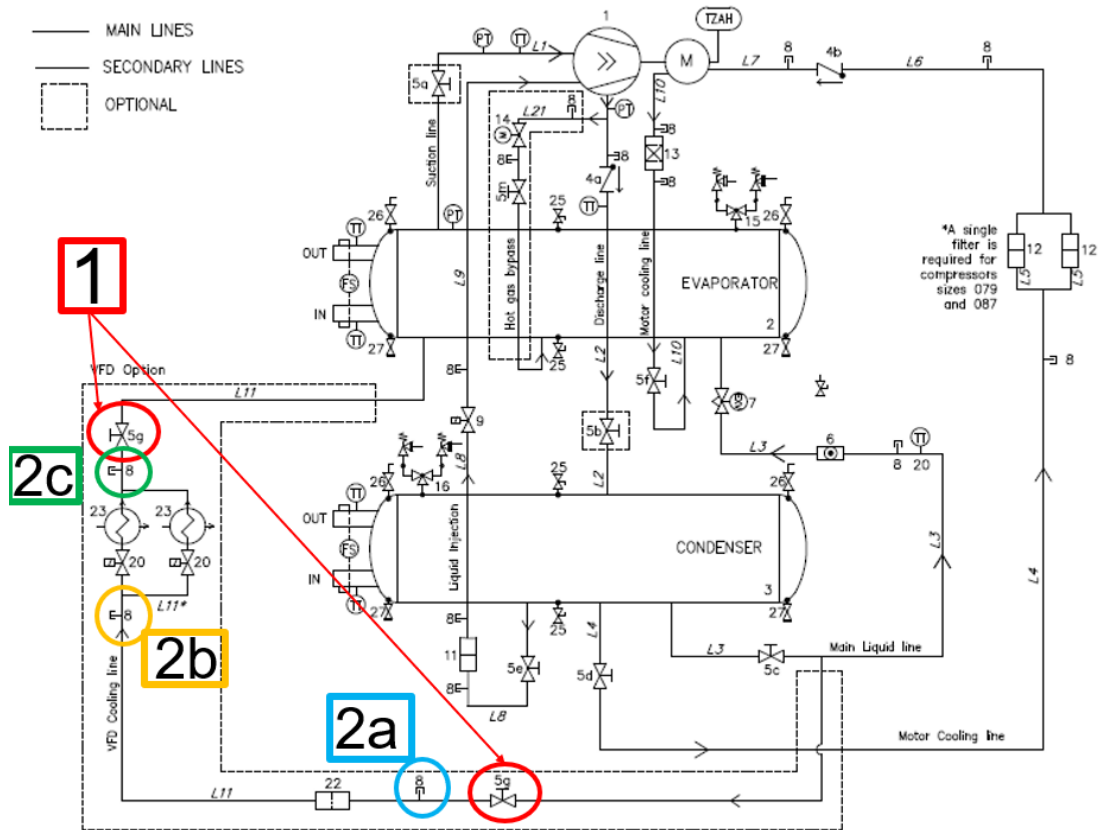 MAIN LINES
SECONDARY LINES
OPTIONAL
1
TZAH
PT
TT
L1
M
8
4b
8
L7
L6
5a
L10
8
L21
PT
14
M
8
8
13
8
4a
8
Suction line
5m
TT
25
15
26
26
PT
TT
OUT
FS
IN
TT
L9
Hot gas bypass
Discharge line
Motor cooling line
EVAPORATOR
2
*A single
filter is
required for
compressors
sizes 079
and 087
12
12
L5
L5
1
27
25
27
8
L2
L10
5f
7
8
VFD Option
L11
9
5b
L3
6
8
TT
20
5g
2c
8
L8
16
25
L2
26
26
23
23
TT
OUT
FS
IN
TT
Liquid Injection
CONDENSER
3
L3
L4
20
20
L11*
8
2b
27
25
27
8
11
8
5e
L8
L4
5d
L3
5c
Main Liquid line
VFD Cooling line
2a
Motor Cooling line
8
5g
L11
22